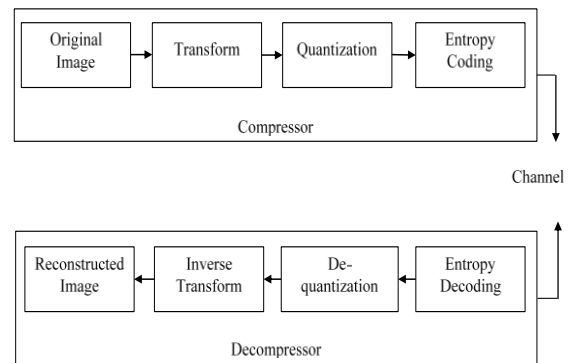 Original
Image
Transform
Quantization
Entropy
Coding
Compressor
Channel
Reconstructed
Image
Inverse
Transform
De-
quantization
Entropy
Decoding
Decompressor